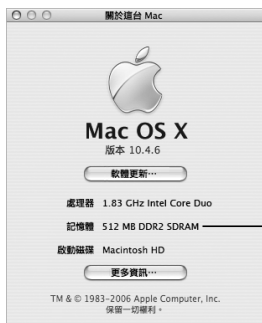 關於這台 Mac
Mac OS X
版本 10.4.6
軟體更新⋯
處理器 1.83 GHz Intel Core Duo
記憶體 512 MB DDR2 SDRAM
啟動磁碟 Macintosh HD
更多資訊⋯
TM & © 1983-2006 Apple Computer, Inc.
保留一切權利。